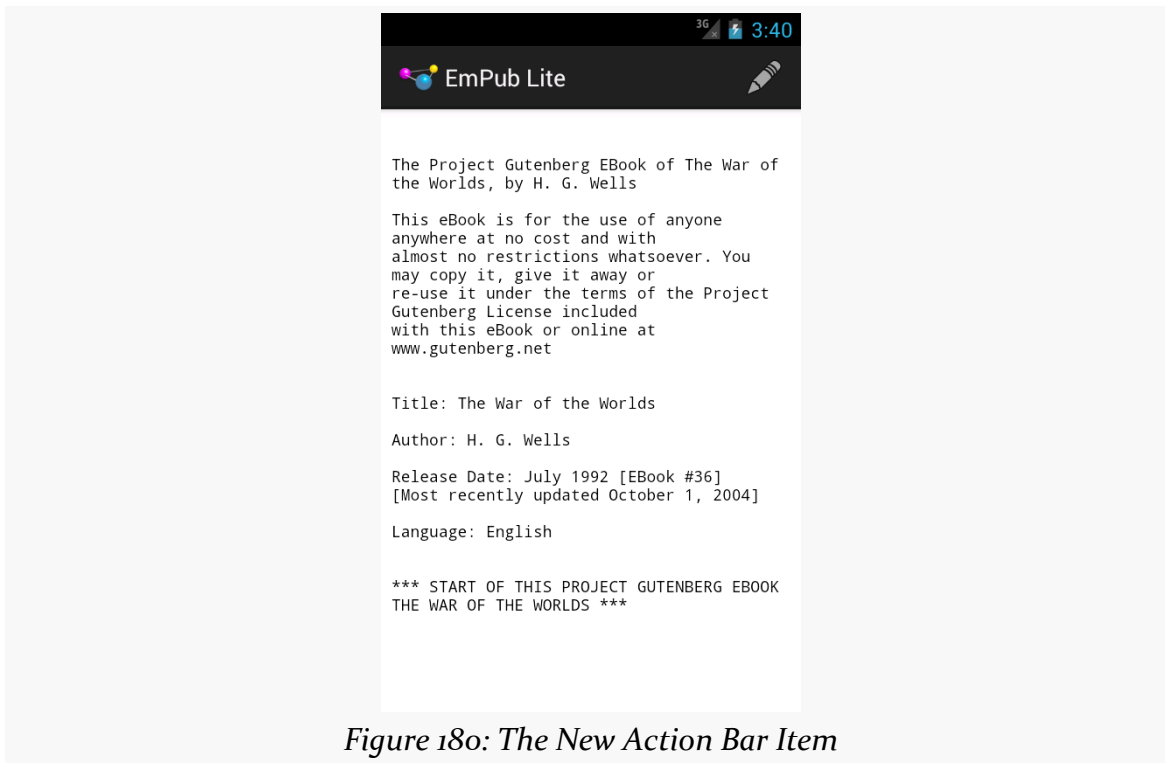 3G
3:40
EmPub Lite
The Project Gutenberg EBook of The War of
the Worlds, by H. G. Wells
This eBook is for the use of anyone
anywhere at no cost and with
almost no restrictions whatsoever. You
may copy it, give it away or
re-use it under the terms of the Project
Gutenberg License included
with this eBook or online at
www.gutenberg.net
Title: The War of the Worlds
Author: H. G. Wells
Release Date: July 1992 [EBook #36]
[Most recently updated October 1, 2004]
Language: English
*** START OF THIS PROJECT GUTENBERG EBOOK
THE WAR OF THE WORLDS ***
Figure 180: The New Action Bar Item